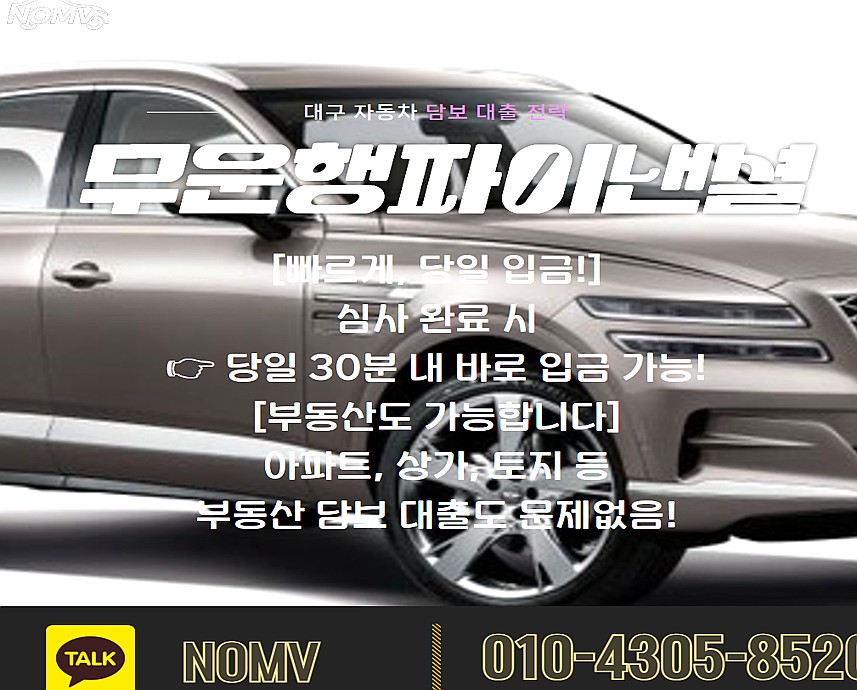 NOMV
대구 자동차 담보 대출 전략
무운행파이낸셜
[빠르게, 당일 입금!]
심사 완료 시
👉 당일 30분 내 바로 입금 가능!
[부동산도 가능합니다]
아파트, 상가, 토지 등
부동산 담보 대출도 문제없음!
TALK
NOMV
010-4305-8520